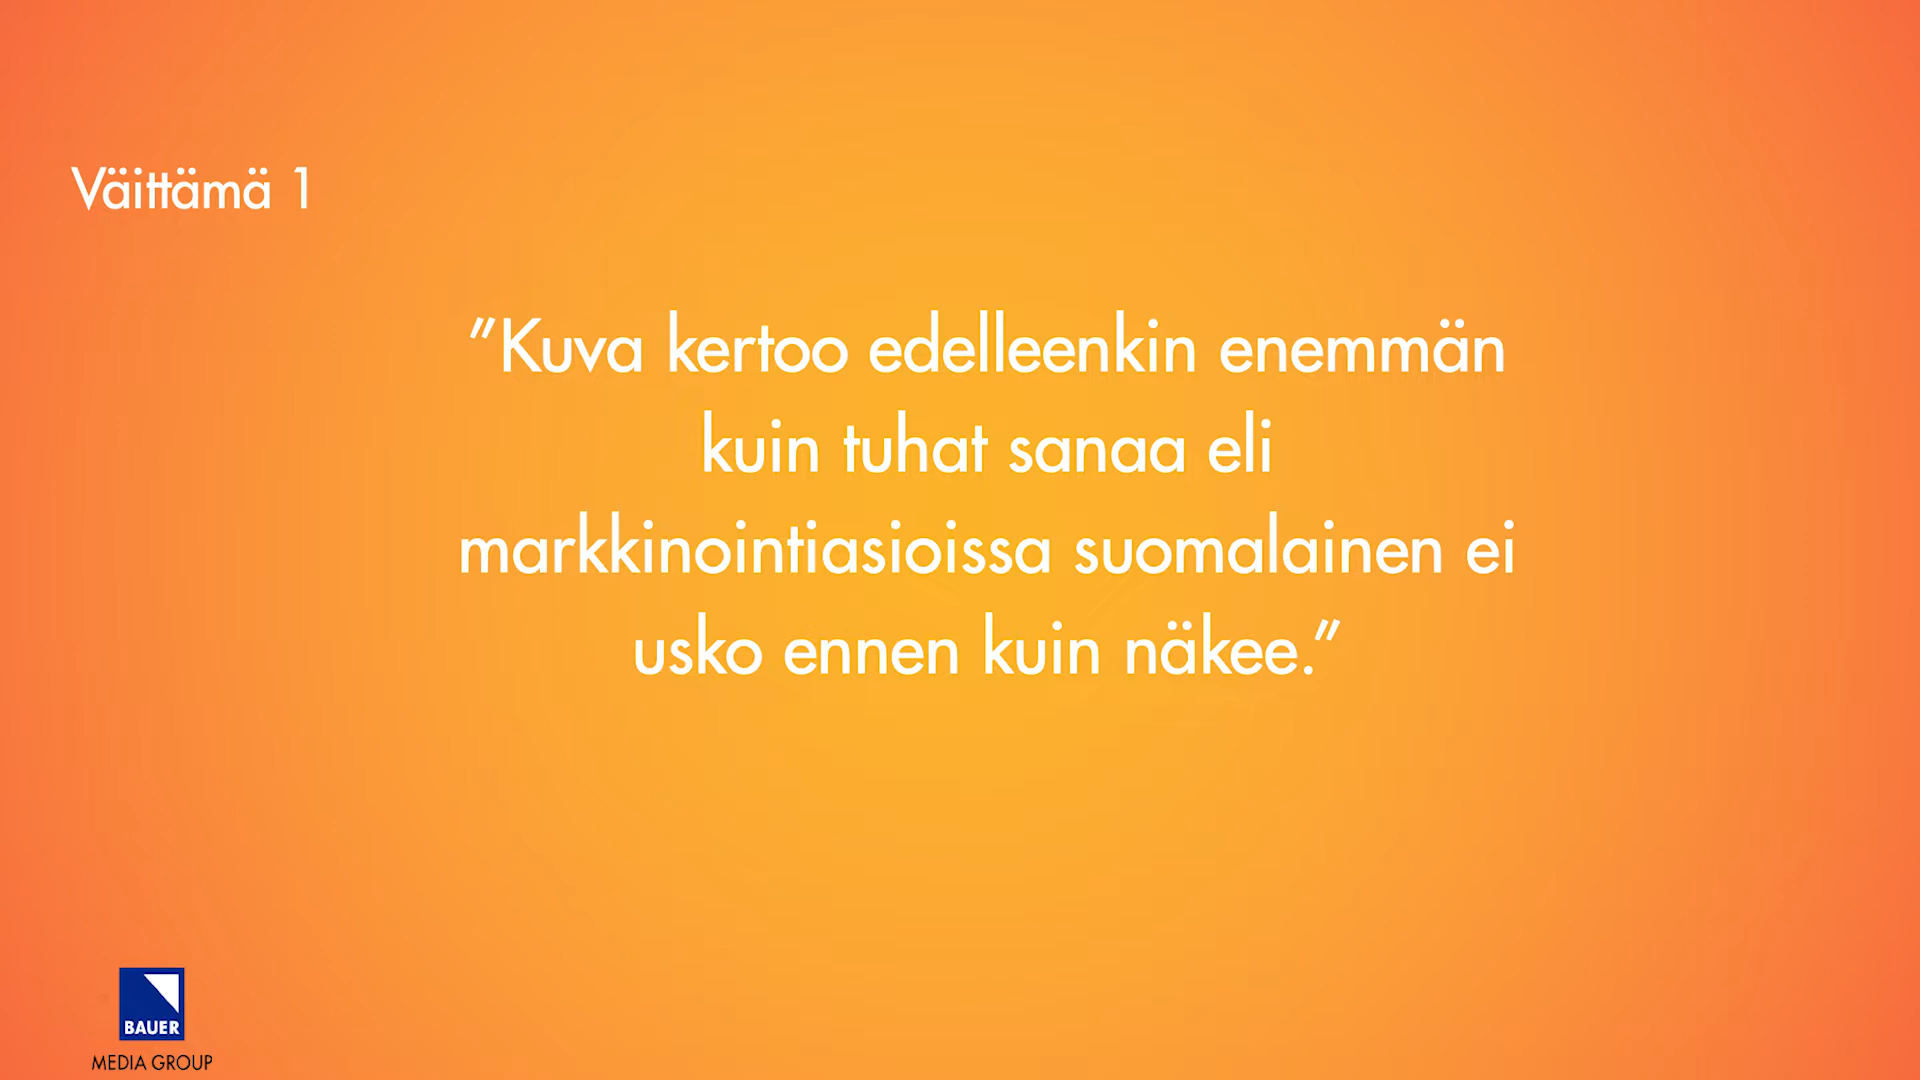 Väittämä 1
”Kuva kertoo edelleenkin enemmän
kuin tuhat sanaa eli
markkinointiasioissa suomalainen ei
usko ennen kuin näkee.”
BAUER
MEDIA GROUP